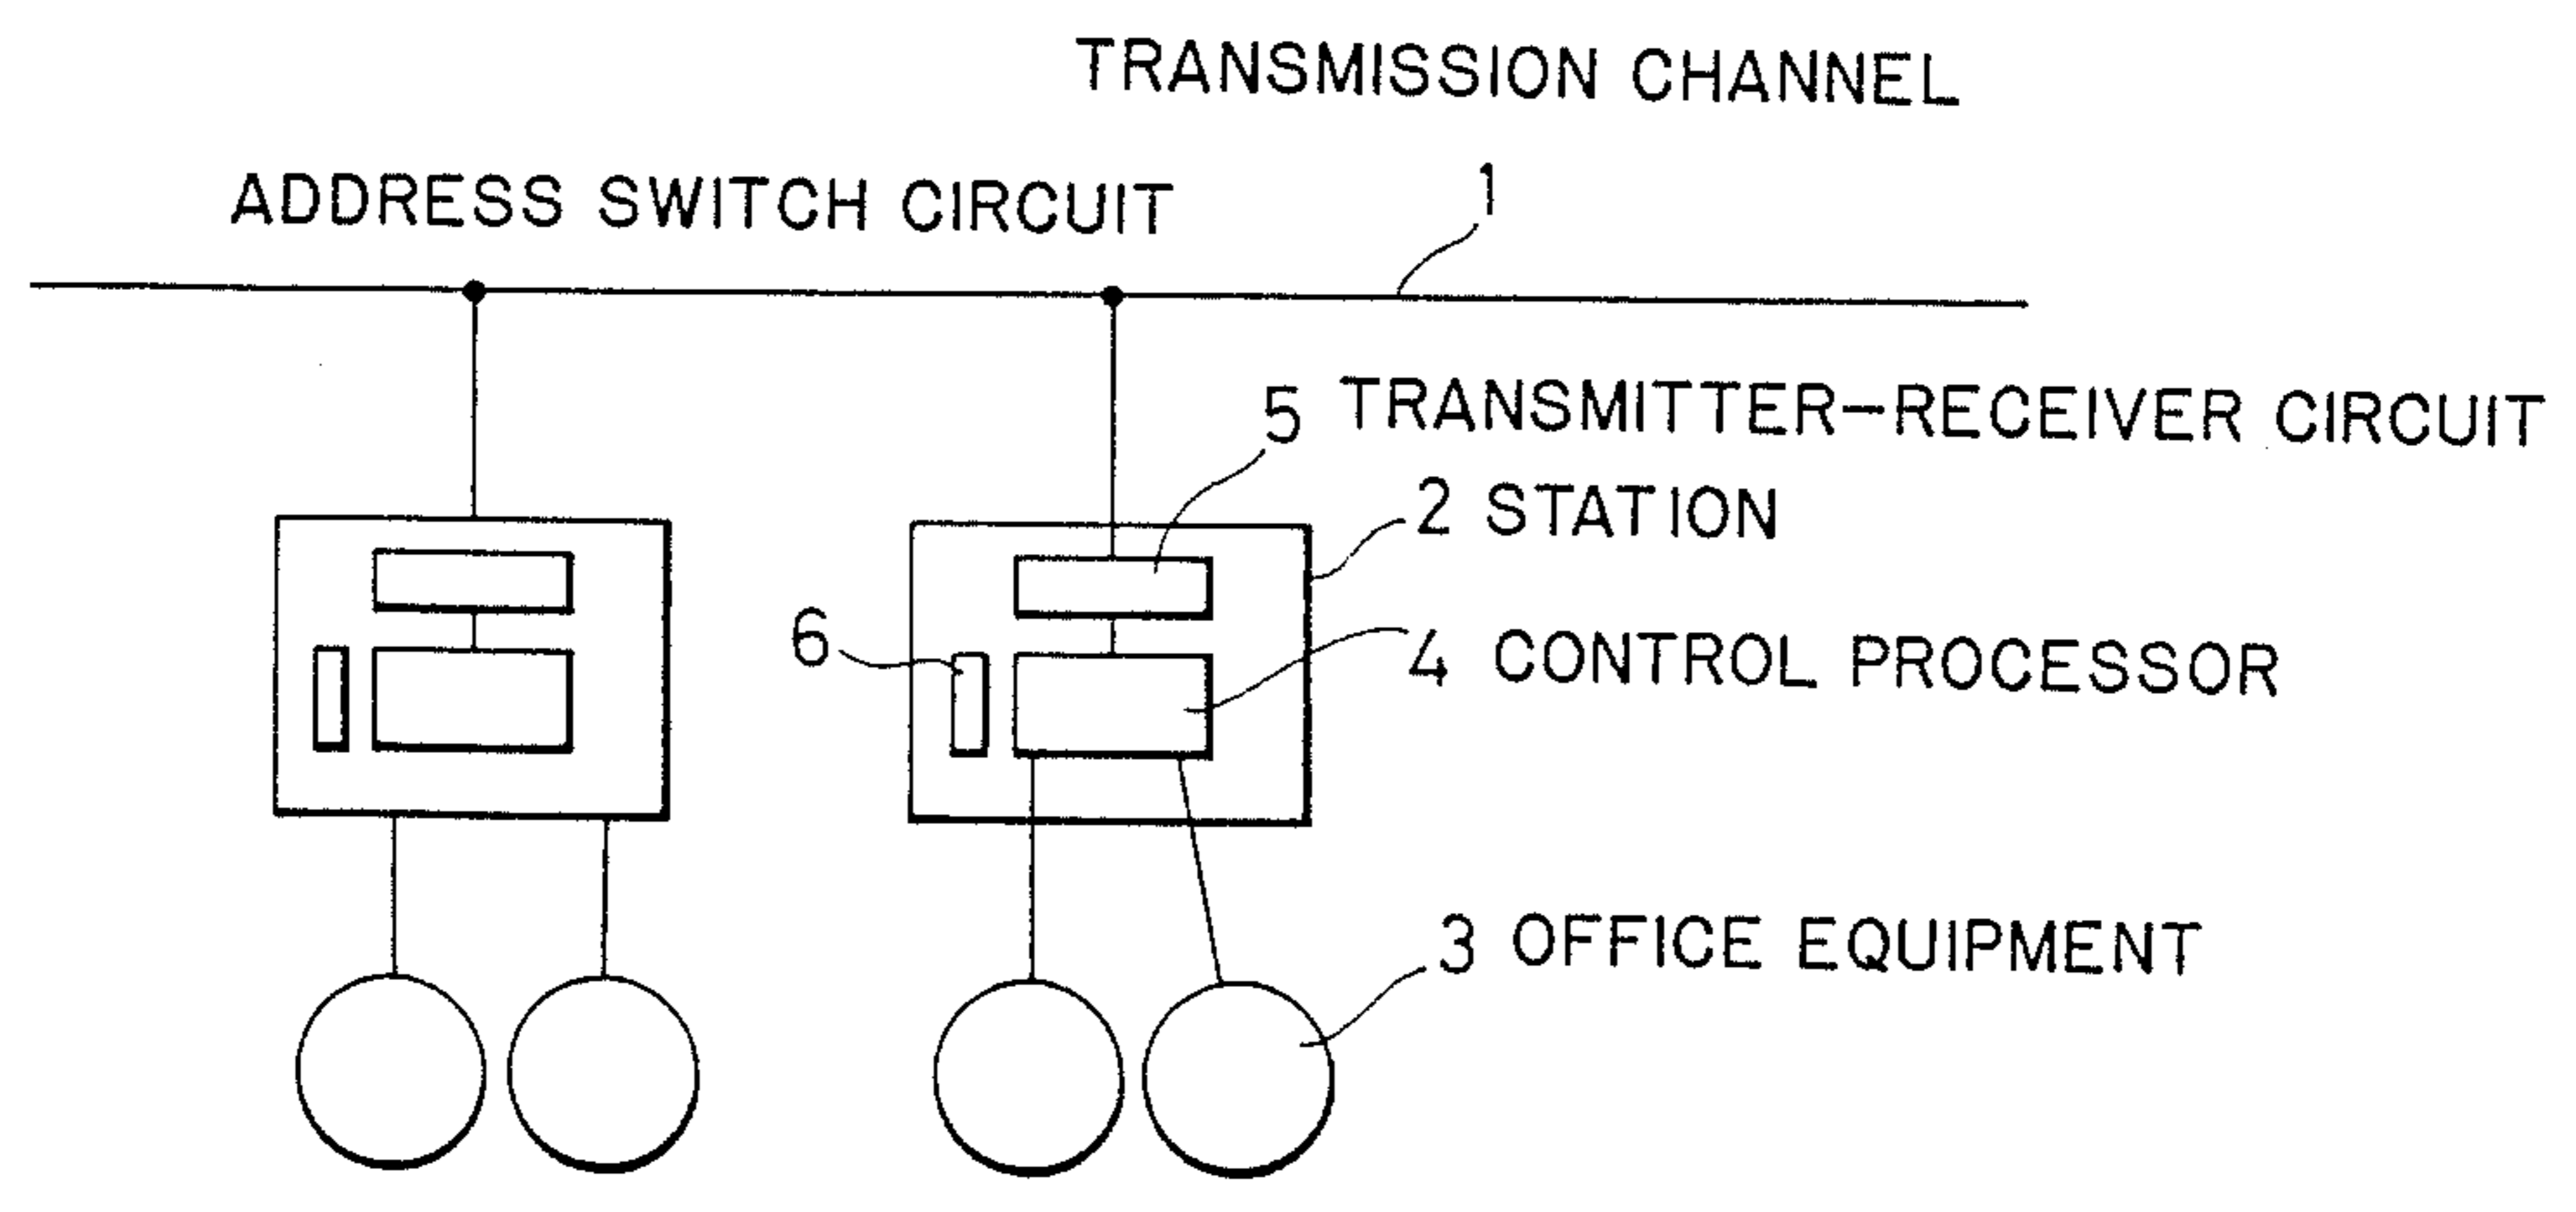 TRANSMISSION CHANNEL
ADDRESS SWITCH CIRCUIT
1
5 TRANSMITTER-RECEIVER CIRCUIT
2 STATION
6
4 CONTROL PROCESSOR
3 OFFICE EQUIPMENT